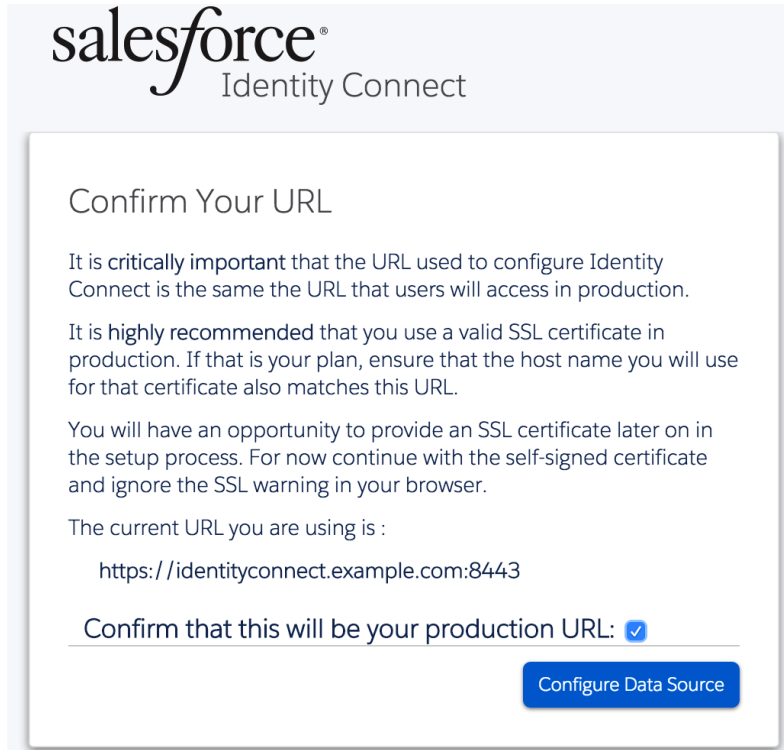 salesforce®
Identity Connect
Confirm Your URL
It is critically important that the URL used to configure Identity
Connect is the same the URL that users will access in production.
It is highly recommended that you use a valid SSL certificate in
production. If that is your plan, ensure that the host name you will use
for that certificate also matches this URL.
You will have an opportunity to provide an SSL certificate later on in
the setup process. For now continue with the self-signed certificate
and ignore the SSL warning in your browser.
The current URL you are using is :
https://identityconnect.example.com:8443
Confirm that this will be your production URL:
Configure Data Source